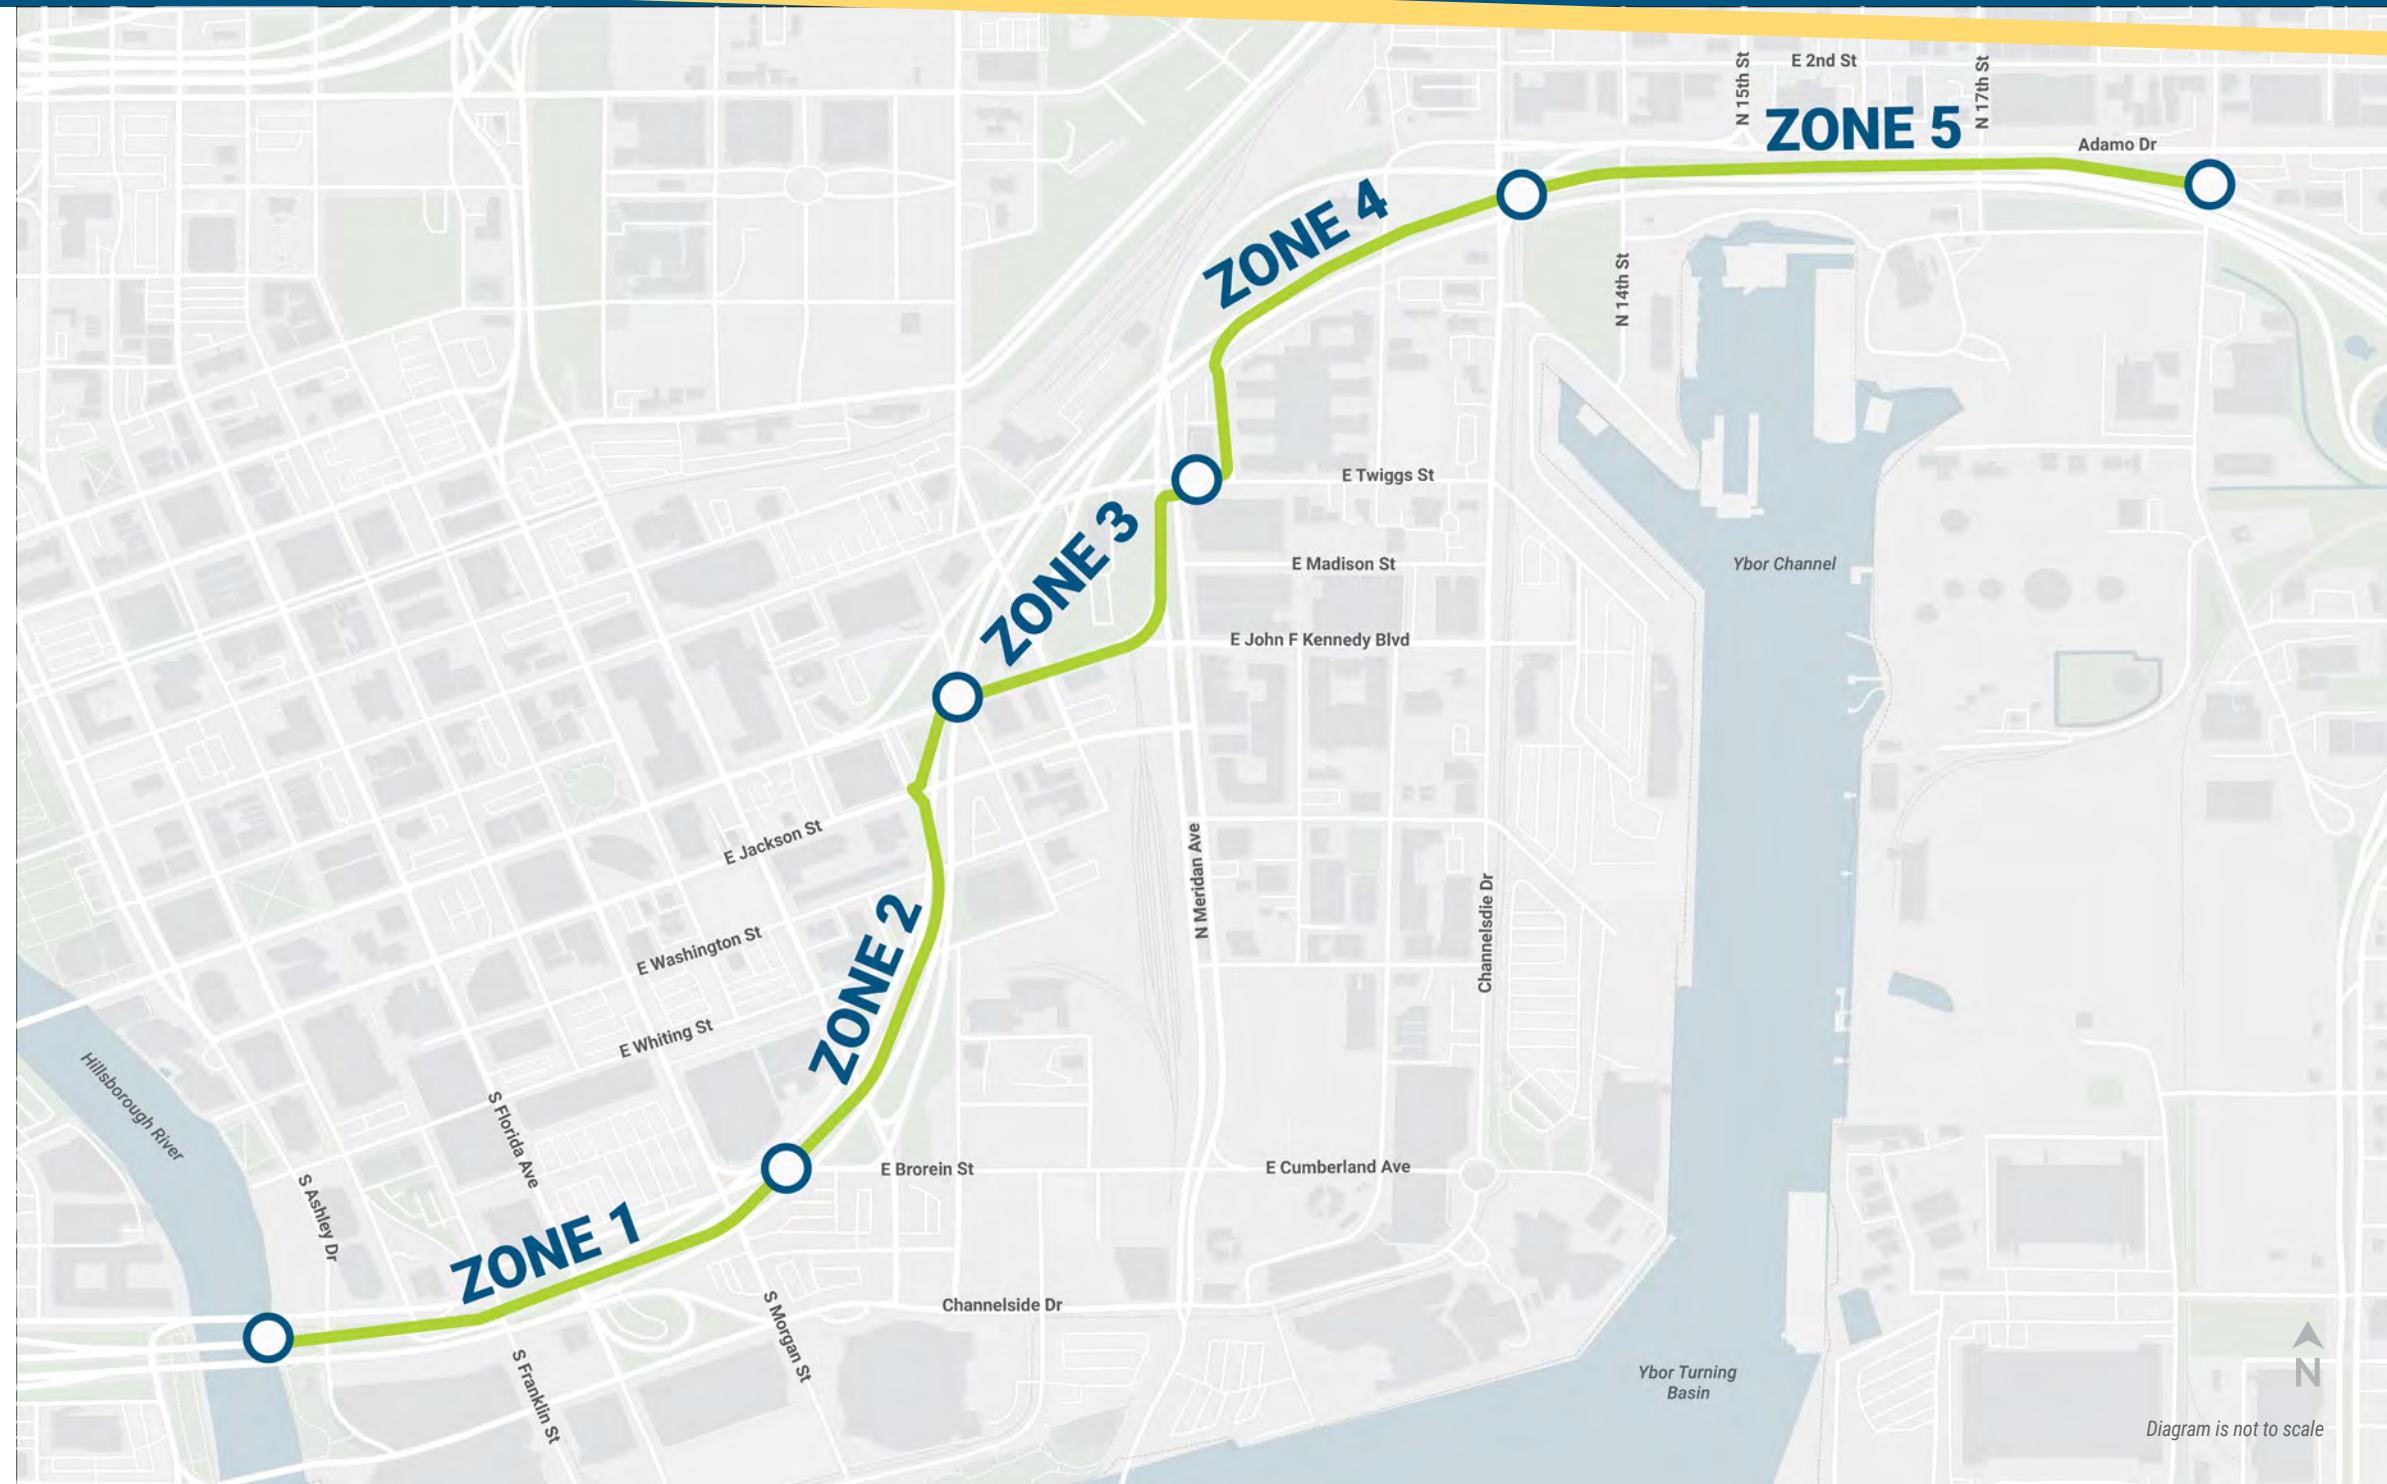 E 2nd St
N 15th St
N 17th St
ZONE 5
Adamo Dr
ZONE 4
N 14th St
E Twiggs St
ZONE 3
E Madison St
Ybor Channel
E John F Kennedy Blvd
E Jackson St
N Meridan Ave
Channelsdie Dr
ZONE 2
E Washington St
E Whiting St
Hillsborough River
S Florida Ave
E Brorein St
E Cumberland Ave
S Ashley Dr
ZONE 1
Channelside Dr
S Morgan St
S Franklin St
Ybor Turning
Basin
N
Diagram is not to scale